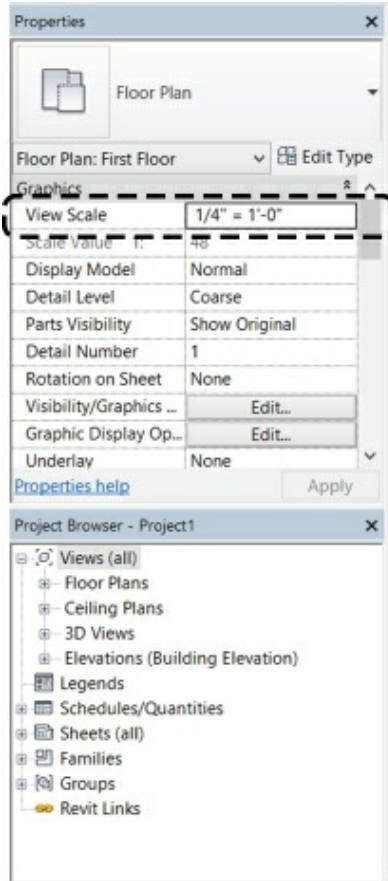 Properties
Floor Plan
Floor Plan: First Floor Edit Type
Graphics
View Scale 1/4" = 1'-0"
Scale Value 1: 48
Display Model Normal
Detail Level Coarse
Parts Visibility Show Original
Detail Number 1
Rotation on Sheet None
Visibility/Graphics ... Edit...
Graphic Display Op... Edit...
Underlay None
Properties help Apply
Project Browser - Project1
Views (all)
Floor Plans
Ceiling Plans
3D Views
Elevations (Building Elevation)
Legends
Schedules/Quantities
Sheets (all)
Families
Groups
Revit Links